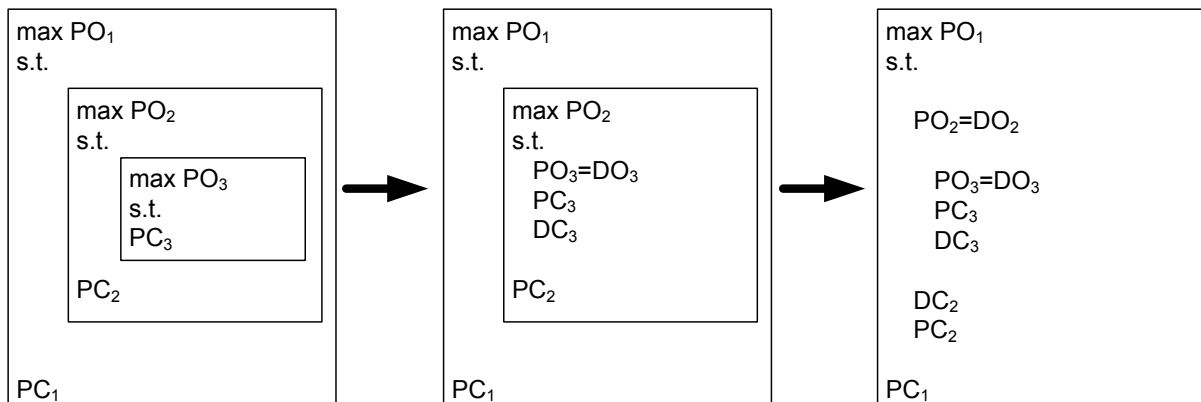 max PO₁
s.t.
max PO₂
s.t.
max PO₃
s.t.
PC₃
PC₂
PC₁
max PO₁
s.t.
max PO₂
s.t.
PO₃=DO₃
PC₃
DC₃
PC₂
PC₁
max PO₁
s.t.
PO₂=DO₂
PO₃=DO₃
PC₃
DC₃
DC₂
PC₂
PC₁